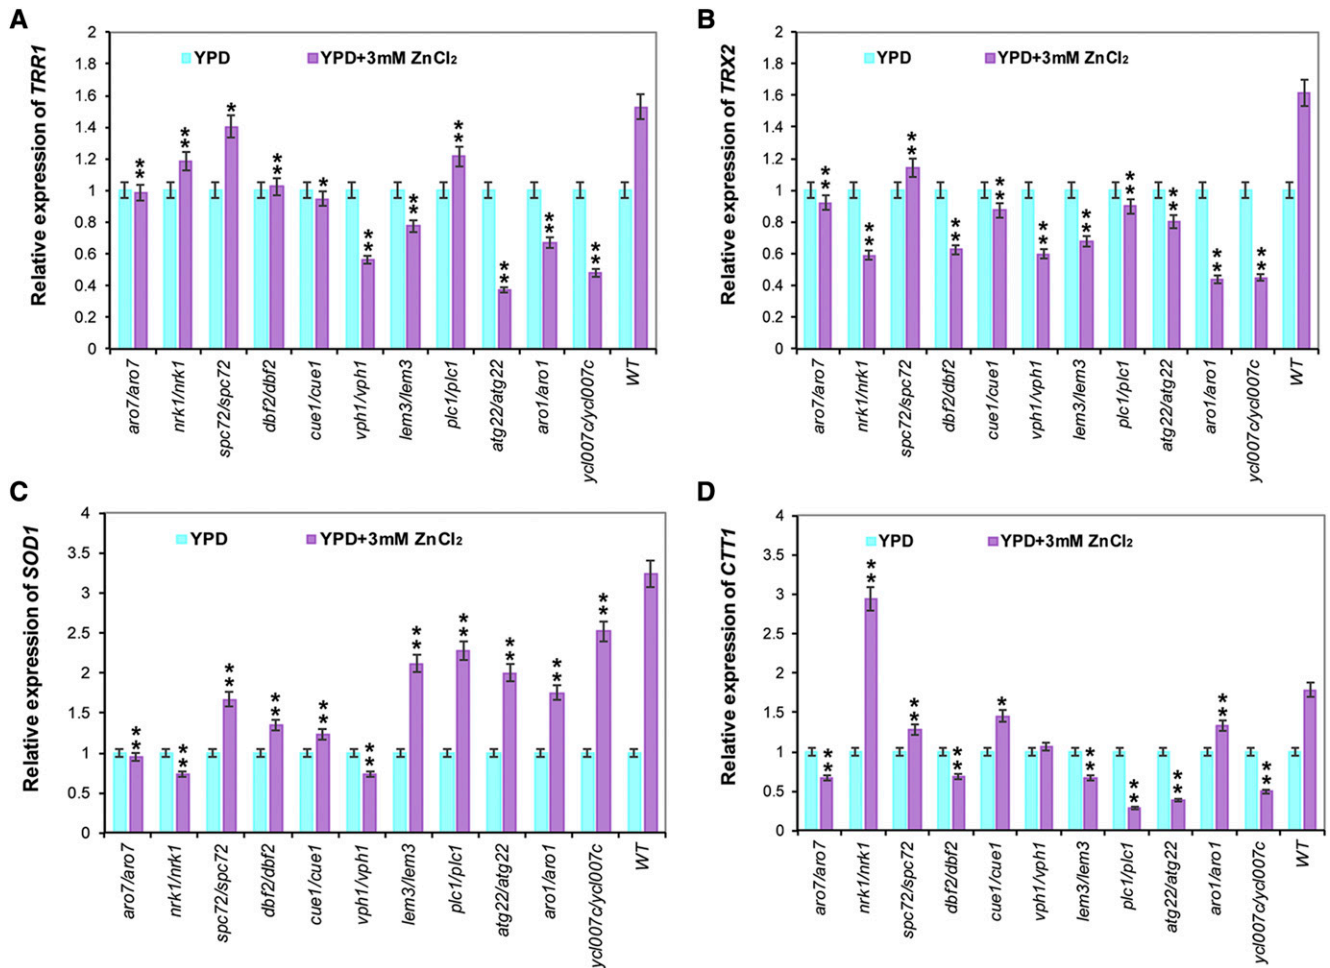 A
Relative expression of TRR1
YPD
YPD+3mM ZnCl₂
2
1.8
1.6
1.4
1.2
1
0.8
0.6
0.4
0.2
0
* *
* *
*
* *
*
* *
* *
* *
* *
* *
* *
aro7/aro7
nrk1/nrk1
spc72/spc72
dbf2/dbf2
cue1/cue1
vph1/vph1
lem3/lem3
plc1/plc1
atg22/atg22
aro1/aro1
ycl007c/ycl007c
WT
B
Relative expression of TRX2
YPD
YPD+3mM ZnCl₂
2
1.8
1.6
1.4
1.2
1
0.8
0.6
0.4
0.2
0
* *
* *
* *
* *
* *
* *
* *
* *
* *
* *
* *
aro7/aro7
nrk1/nrk1
spc72/spc72
dbf2/dbf2
cue1/cue1
vph1/vph1
lem3/lem3
plc1/plc1
atg22/atg22
aro1/aro1
ycl007c/ycl007c
WT
C
Relative expression of SOD1
YPD
YPD+3mM ZnCl₂
4
3.5
3
2.5
2
1.5
1
0.5
0
* *
* *
* *
* *
* *
* *
* *
* *
* *
* *
* *
aro7/aro7
nrk1/nrk1
spc72/spc72
dbf2/dbf2
cue1/cue1
vph1/vph1
lem3/lem3
plc1/plc1
atg22/atg22
aro1/aro1
ycl007c/ycl007c
WT
D
Relative expression of CTT1
YPD
YPD+3mM ZnCl₂
4
3.5
3
2.5
2
1.5
1
0.5
0
* *
* *
* *
* *
*
* *
* *
* *
* *
* *
aro7/aro7
nrk1/nrk1
spc72/spc72
dbf2/dbf2
cue1/cue1
vph1/vph1
lem3/lem3
plc1/plc1
atg22/atg22
aro1/aro1
ycl007c/ycl007c
WT